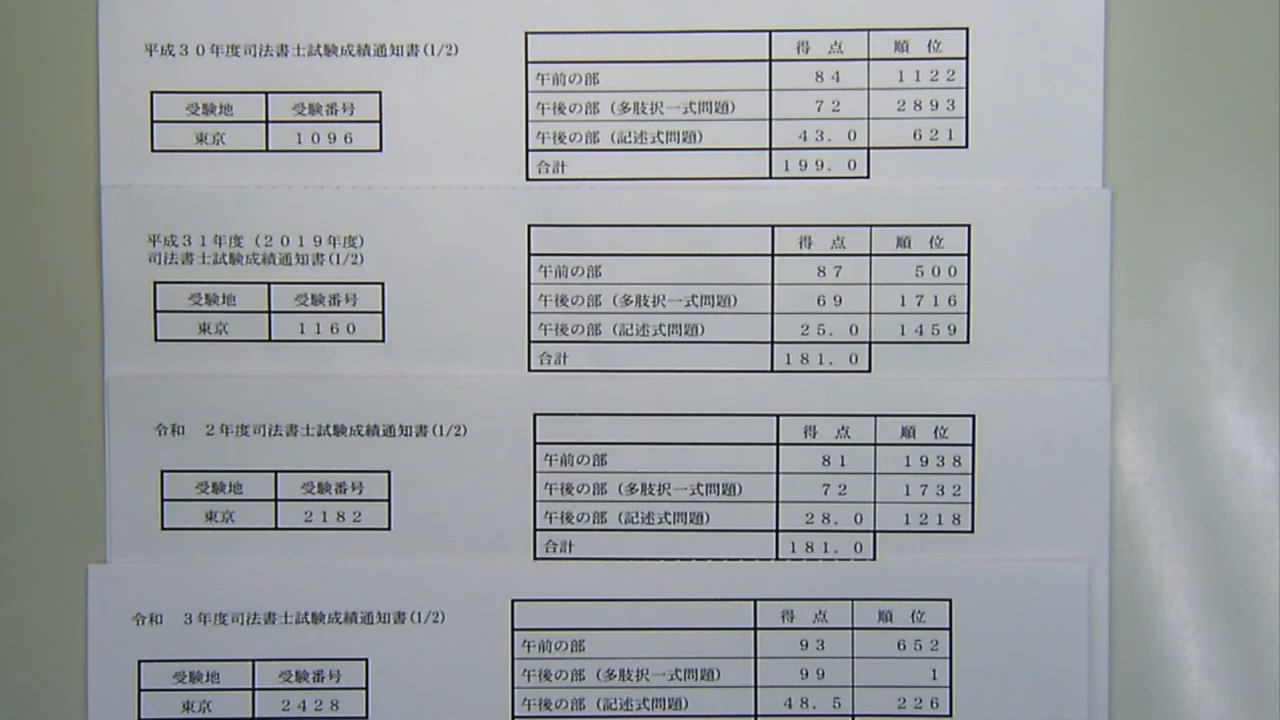 平成３０年度司法書士試験成績通知書(1/2)
受験地 受験番号
東京 １０９６
得 点 順 位
午前の部 ８４ １１２２
午後の部（多肢択一式問題） ７２ ２８９３
午後の部（記述式問題） ４３．０ ６２１
合計 １９９．０
平成３１年度（２０１９年度）
司法書士試験成績通知書(1/2)
受験地 受験番号
東京 １１６０
得 点 順 位
午前の部 ８７ ５００
午後の部（多肢択一式問題） ６９ １７１６
午後の部（記述式問題） ２５．０ １４５９
合計 １８１．０
令和　２年度司法書士試験成績通知書(1/2)
受験地 受験番号
東京 ２１８２
得 点 順 位
午前の部 ８１ １９３８
午後の部（多肢択一式問題） ７２ １７３２
午後の部（記述式問題） ２８．０ １２１８
合計 １８１．０
令和　３年度司法書士試験成績通知書(1/2)
受験地 受験番号
東京 ２４２８
得 点 順 位
午前の部 ９３ ６５２
午後の部（多肢択一式問題） ９９ １
午後の部（記述式問題） ４８．５ ２２６